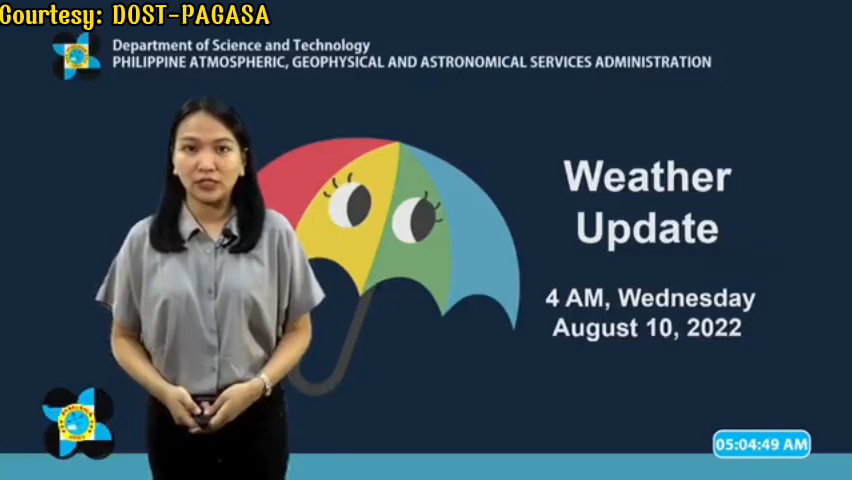 Courtesy: DOST-PAGASA
Department of Science and Technology
PHILIPPINE ATMOSPHERIC, GEOPHYSICAL AND ASTRONOMICAL SERVICES ADMINISTRATION
Weather
Update
4 AM, Wednesday
August 10, 2022
05:04:49 AM